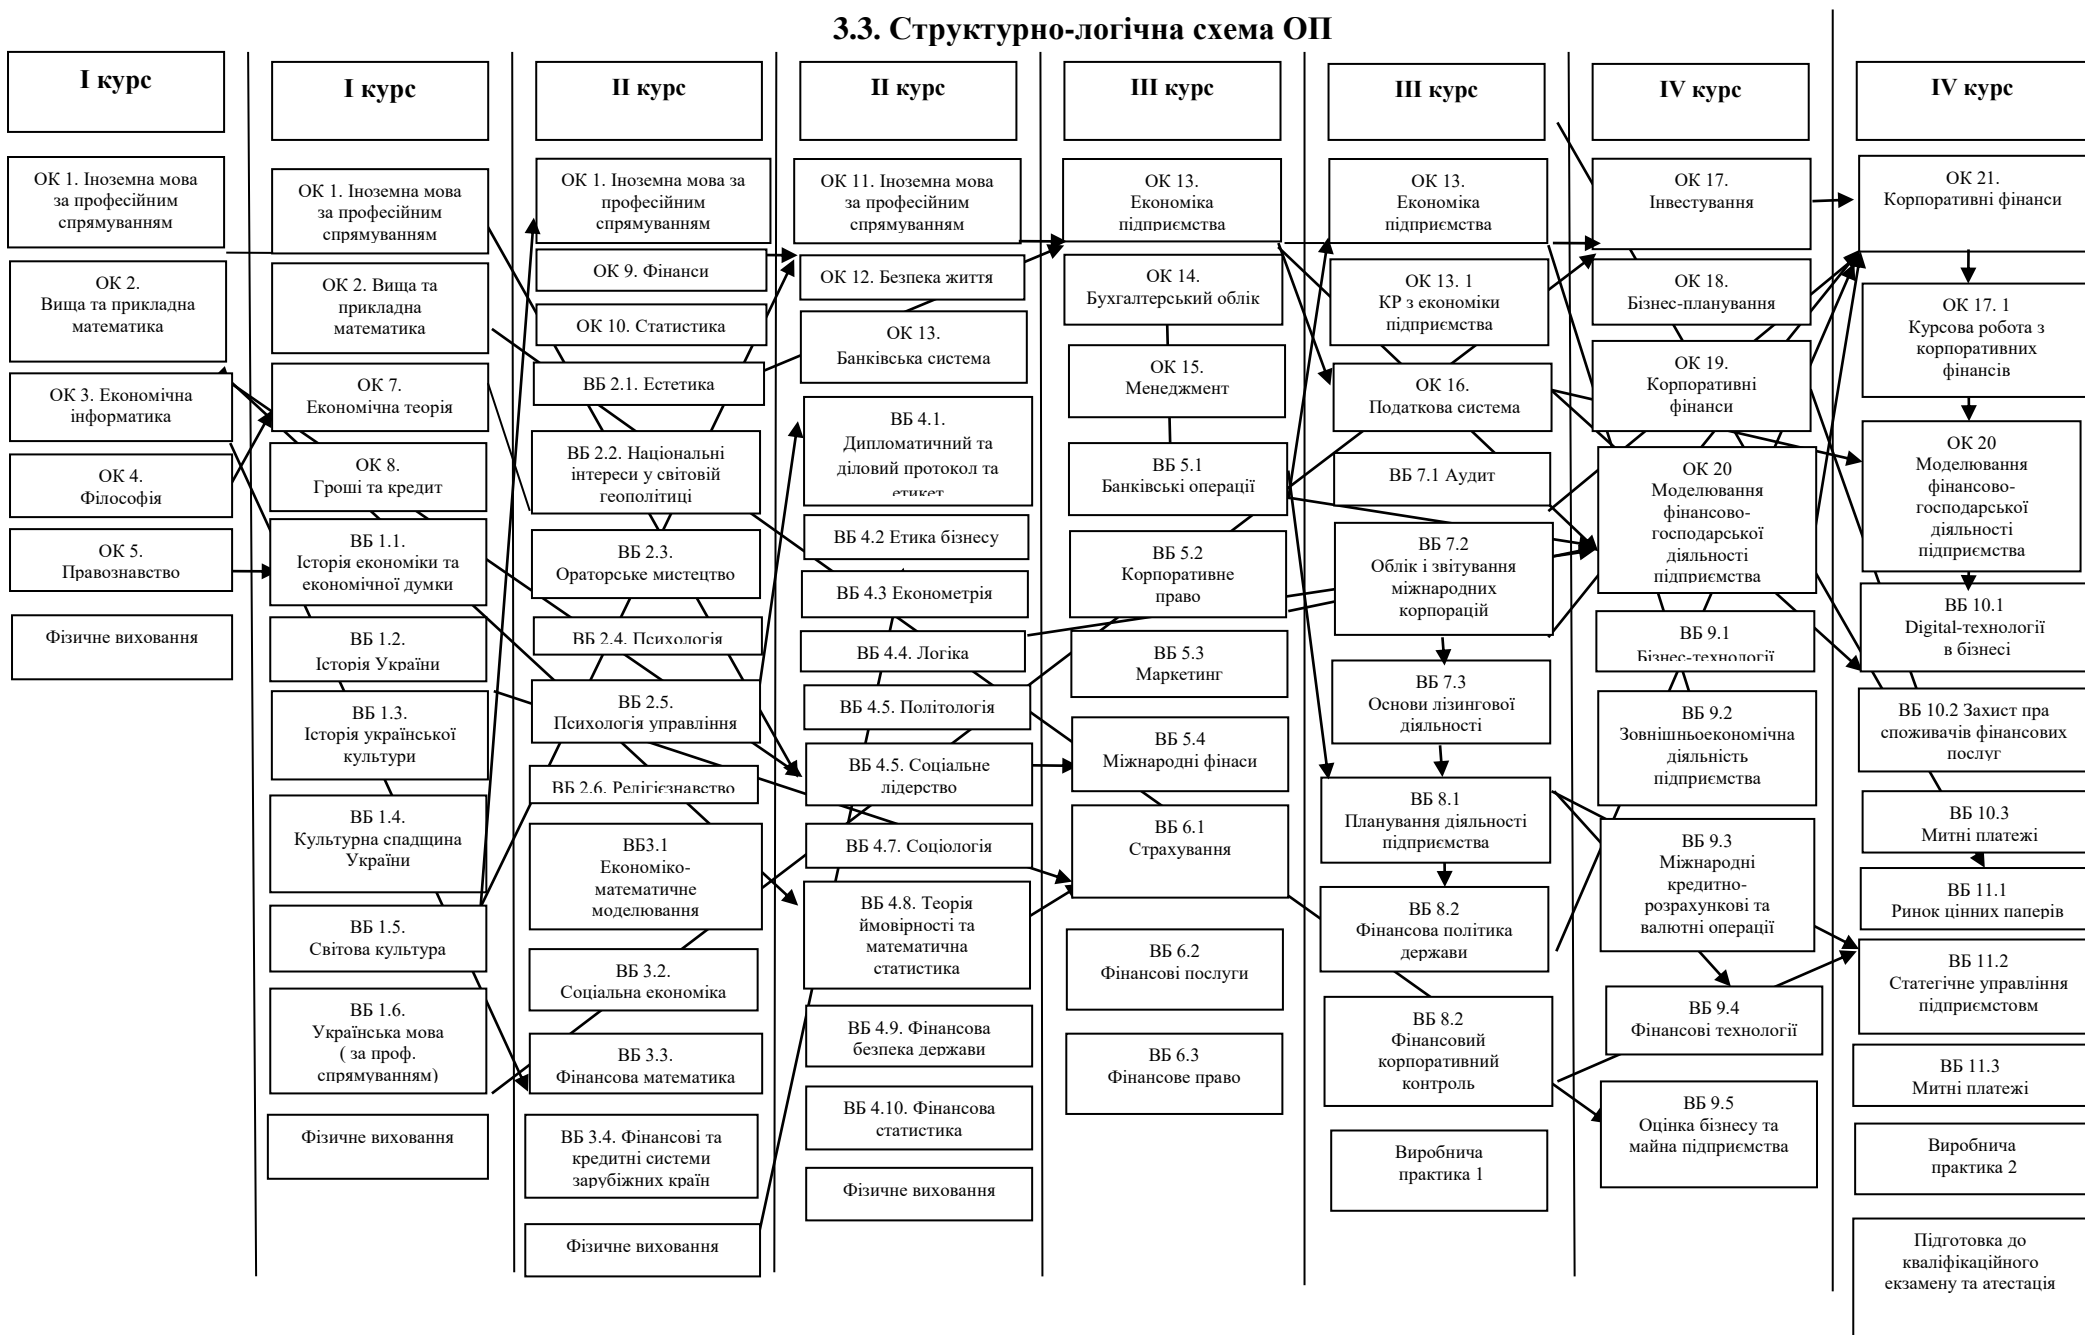 3.3. Структурно-логічна схема ОП
І курс
ОК 1. Іноземна мова
за професійним
спрямуванням
ОК 2.
Вища та прикладна
математика
ОК 3. Економічна
інформатика
ОК 4.
Філософія
ОК 5.
Правознавство
Фізичне виховання
І курс
ОК 1. Іноземна мова
за професійним
спрямуванням
ОК 2. Вища та
прикладна
математика
ОК 7.
Економічна теорія
ОК 8.
Гроші та кредит
ВБ 1.1.
Історія економіки та
економічної думки
ВБ 1.2.
Історія України
ВБ 1.3.
Історія української
культури
ВБ 1.4.
Культурна спадщина
України
ВБ 1.5.
Світова культура
ВБ 1.6.
Українська мова
( за проф.
спрямуванням)
Фізичне виховання
ІІ курс
ОК 1. Іноземна мова за
професійним
спрямуванням
ОК 9. Фінанси
ОК 10. Статистика
ВБ 2.1. Естетика
ВБ 2.2. Національні
інтереси у світовій
геополітиці
ВБ 2.3.
Ораторське мистецтво
ВБ 2.4. Психологія
ВБ 2.5.
Психологія управління
ВБ 2.6. Релігієзнавство
ВБ3.1
Економіко-
математичне
моделювання
ВБ 3.2.
Соціальна економіка
ВБ 3.3.
Фінансова математика
ВБ 3.4. Фінансові та
кредитні системи
зарубіжних країн
Фізичне виховання
ІІ курс
ОК 11. Іноземна мова
за професійним
спрямуванням
ОК 12. Безпека життя
ОК 13.
Банківська система
ВБ 4.1.
Дипломатичний та
діловий протокол та
етикет
ВБ 4.2 Етика бізнесу
ВБ 4.3 Економетрія
ВБ 4.4. Логіка
ВБ 4.5. Політологія
ВБ 4.5. Соціальне
лідерство
ВБ 4.7. Соціологія
ВБ 4.8. Теорія
ймовірності та
математична
статистика
ВБ 4.9. Фінансова
безпека держави
ВБ 4.10. Фінансова
статистика
Фізичне виховання
ІІІ курс
ОК 13.
Економіка
підприємства
ОК 14.
Бухгалтерський облік
ОК 15.
Менеджмент
ВБ 5.1
Банківські операції
ВБ 5.2
Корпоративне
право
ВБ 5.3
Маркетинг
ВБ 5.4
Міжнародні фінаси
ВБ 6.1
Страхування
ВБ 6.2
Фінансові послуги
ВБ 6.3
Фінансове право
ІІІ курс
ОК 13.
Економіка
підприємства
ОК 13. 1
КР з економіки
підприємства
ОК 16.
Податкова система
ВБ 7.1 Аудит
ВБ 7.2
Облік і звітування
міжнародних
корпорацій
ВБ 7.3
Основи лізингової
діяльності
ВБ 8.1
Планування діяльності
підприємства
ВБ 8.2
Фінансова політика
держави
ВБ 8.2
Фінансовий
корпоративний
контроль
Виробнича
практика 1
IV курс
ОК 17.
Інвестування
ОК 18.
Бізнес-планування
ОК 19.
Корпоративні
фінанси
ОК 20
Моделювання
фінансово-
господарської
діяльності
підприємства
ВБ 9.1
Бізнес-технології
ВБ 9.2
Зовнішньоекономічна
діяльність
підприємства
ВБ 9.3
Міжнародні
кредитно-
розрахункові та
валютні операції
ВБ 9.4
Фінансові технології
ВБ 9.5
Оцінка бізнесу та
майна підприємства
IV курс
ОК 21.
Корпоративні фінанси
ОК 17. 1
Курсова робота з
корпоративних
фінансів
ОК 20
Моделювання
фінансово-
господарської
діяльності
підприємства
ВБ 10.1
Digital-технології
в бізнесі
ВБ 10.2 Захист пра
споживачів фінансових
послуг
ВБ 10.3
Митні платежі
ВБ 11.1
Ринок цінних паперів
ВБ 11.2
Статегічне управління
підприємстовм
ВБ 11.3
Митні платежі
Виробнича
практика 2
Підготовка до
кваліфікаційного
екзамену та атестація